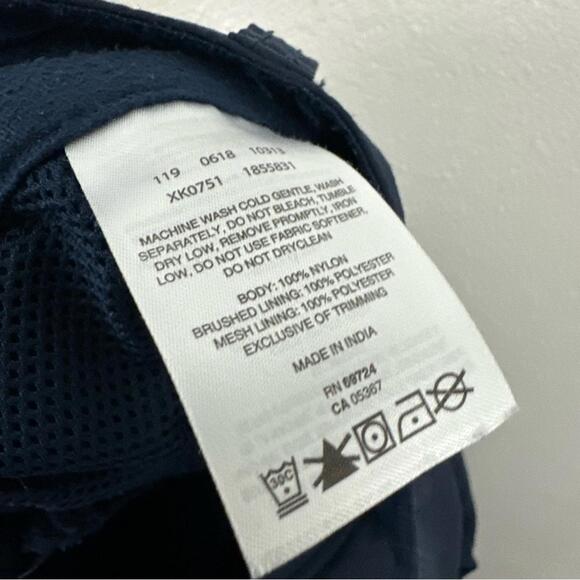 119 0618 10313
XK0751 1855831
MACHINE WASH COLD GENTLE, WASH
SEPARATELY, DO NOT BLEACH, TUMBLE
DRY LOW, REMOVE PROMPTLY, IRON
LOW, DO NOT USE FABRIC SOFTENER,
DO NOT DRYCLEAN
BODY: 100% NYLON
BRUSHED LINING: 100% POLYESTER
MESH LINING: 100% POLYESTER
EXCLUSIVE OF TRIMMING
MADE IN INDIA
RN 69724
CA 05367
30C